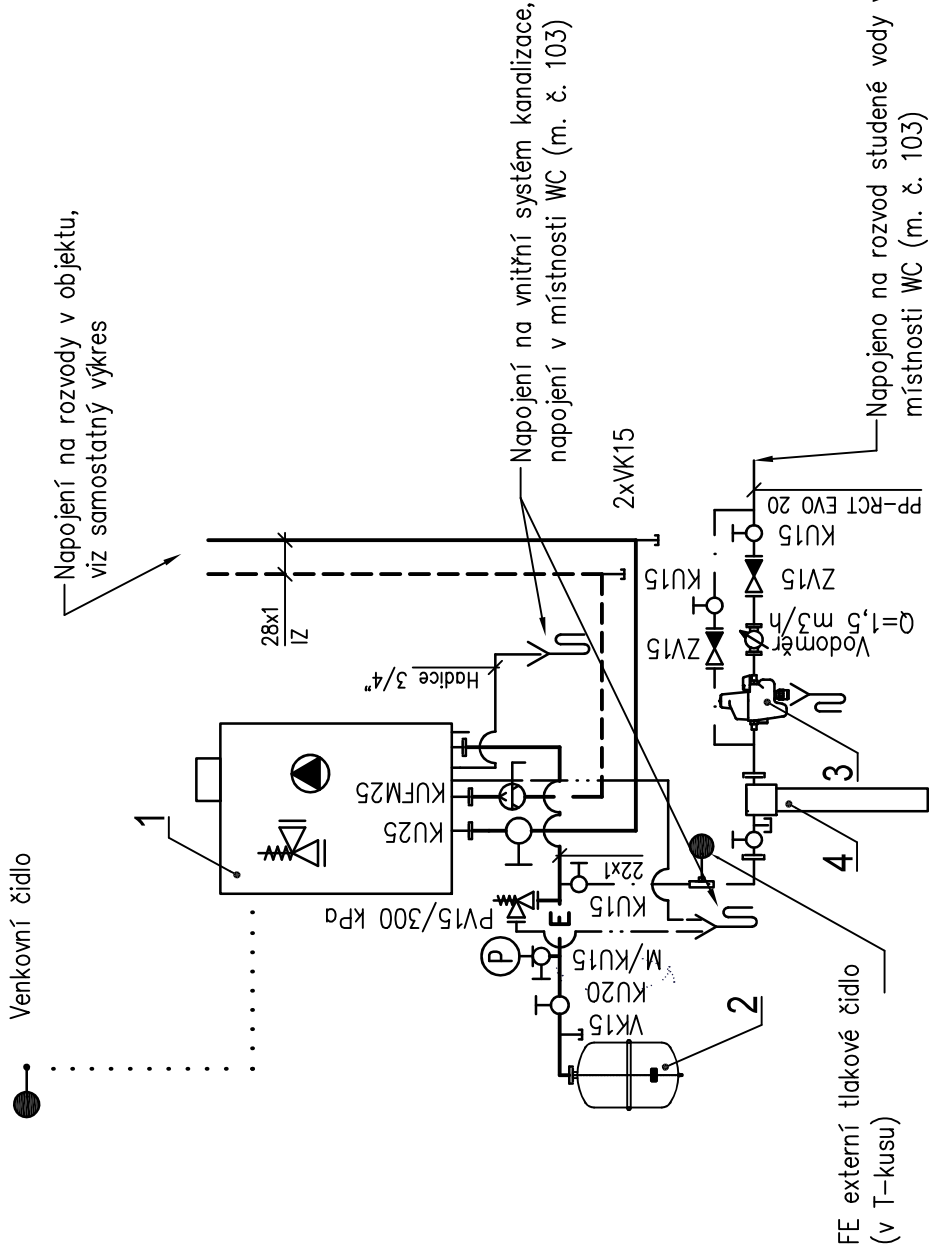 Venkovní čidlo
1
Napojení na rozvody v objektu,
viz samostatný výkres
28x1
IZ
Hadice 3/4"
KUFM25
KU25
PV15/300 kPa
P
E
22x1
KU15
M/KU15
KU20
VK15
2
Napojení na vnitřní systém kanalizace,
napojení v místnosti WC (m. č. 103)
2xVK15
KU15
ZV15
PP-RCT EVO 20
KU15
ZV15
Q=1,5 m3/h
Vodoměr
3
4
Napojeno na rozvod studené vody
místnosti WC (m. č. 103)
FE externí tlakové čidlo
(v T-kusu)